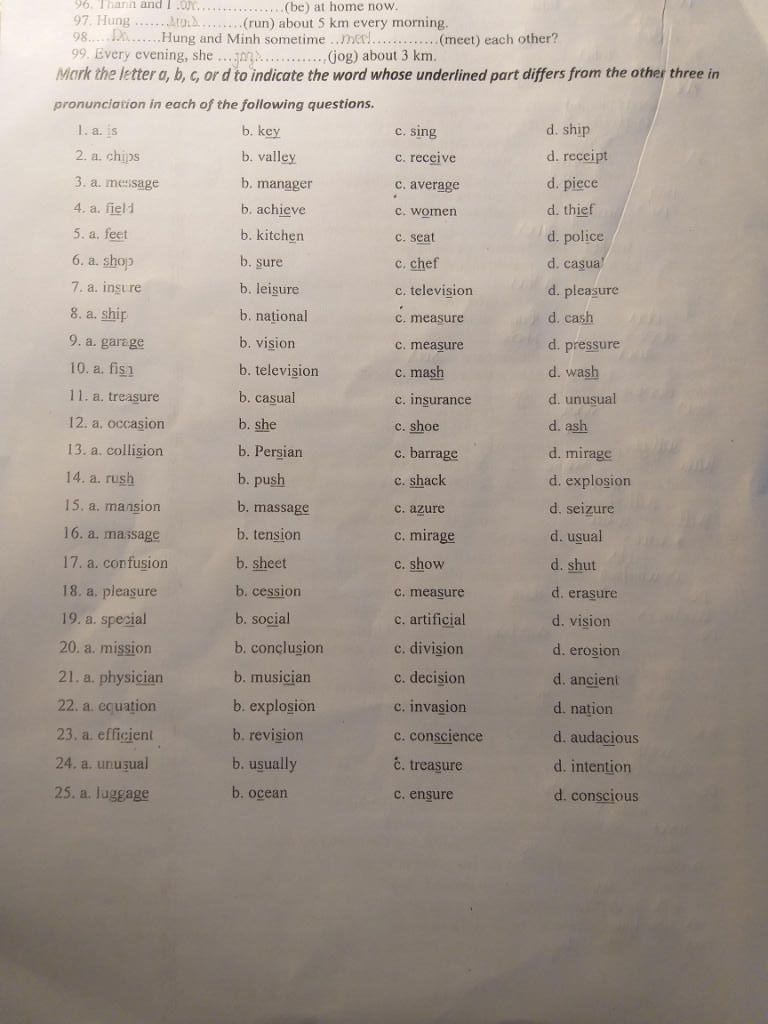 96. Thanh and I .are..................(be) at home now.
97. Hung .......runs.........(run) about 5 km every morning.
98.....Do.......Hung and Minh sometime ..meet..............(meet) each other?
99. Every evening, she ...jogs.............(jog) about 3 km.
Mark the letter a, b, c, or d to indicate the word whose underlined part differs from the other three in
pronunciation in each of the following questions.
1. a. is b. key c. sing d. ship
2. a. chips b. valley c. receive d. receipt
3. a. message b. manager c. average d. piece
4. a. field b. achieve c. women d. thief
5. a. feet b. kitchen c. seat d. police
6. a. shop b. sure c. chef d. casual
7. a. insure b. leisure c. television d. pleasure
8. a. ship b. national c. measure d. cash
9. a. garage b. vision c. measure d. pressure
10. a. fish b. television c. mash d. wash
11. a. treasure b. casual c. insurance d. unusual
12. a. occasion b. she c. shoe d. ash
13. a. collision b. Persian c. barrage d. mirage
14. a. rush b. push c. shack d. explosion
15. a. mansion b. massage c. azure d. seizure
16. a. massage b. tension c. mirage d. usual
17. a. confusion b. sheet c. show d. shut
18. a. pleasure b. cession c. measure d. erasure
19. a. special b. social c. artificial d. vision
20. a. mission b. conclusion c. division d. erosion
21. a. physician b. musician c. decision d. ancient
22. a. equation b. explosion c. invasion d. nation
23. a. efficient b. revision c. conscience d. audacious
24. a. unusual b. usually c. treasure d. intention
25. a. luggage b. ocean c. ensure d. conscious